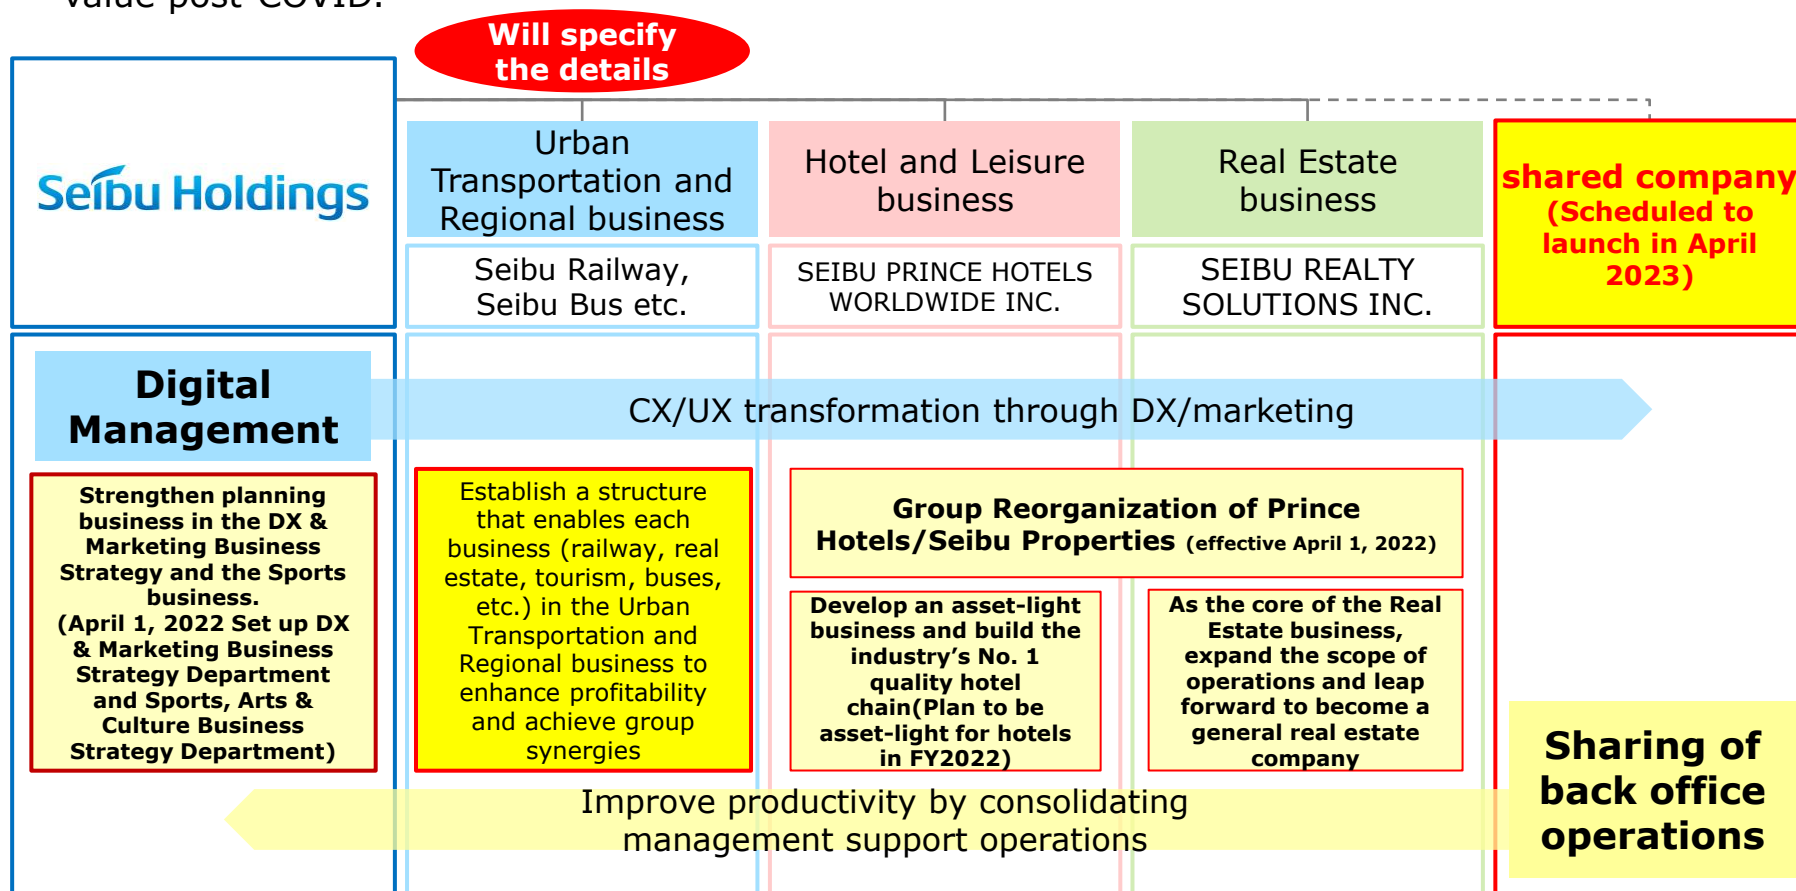 value post-COVID.
Will specify
the details
Seibu Holdings
Urban
Transportation and
Regional business
Hotel and Leisure
business
Real Estate
business
shared company
(Scheduled to
launch in April
2023)
Seibu Railway,
Seibu Bus etc.
SEIBU PRINCE HOTELS
WORLDWIDE INC.
SEIBU REALTY
SOLUTIONS INC.
Digital
Management
CX/UX transformation through DX/marketing
Strengthen planning
business in the DX &
Marketing Business
Strategy and the Sports
business.
(April 1, 2022 Set up DX
& Marketing Business
Strategy Department
and Sports, Arts &
Culture Business
Strategy Department)
Establish a structure
that enables each
business (railway, real
estate, tourism, buses,
etc.) in the Urban
Transportation and
Regional business to
enhance profitability
and achieve group
synergies
Group Reorganization of Prince
Hotels/Seibu Properties (effective April 1, 2022)
Develop an asset-light
business and build the
industry’s No. 1
quality hotel
chain(Plan to be
asset-light for hotels
in FY2022)
As the core of the Real
Estate business,
expand the scope of
operations and leap
forward to become a
general real estate
company
Sharing of
back office
operations
Improve productivity by consolidating
management support operations